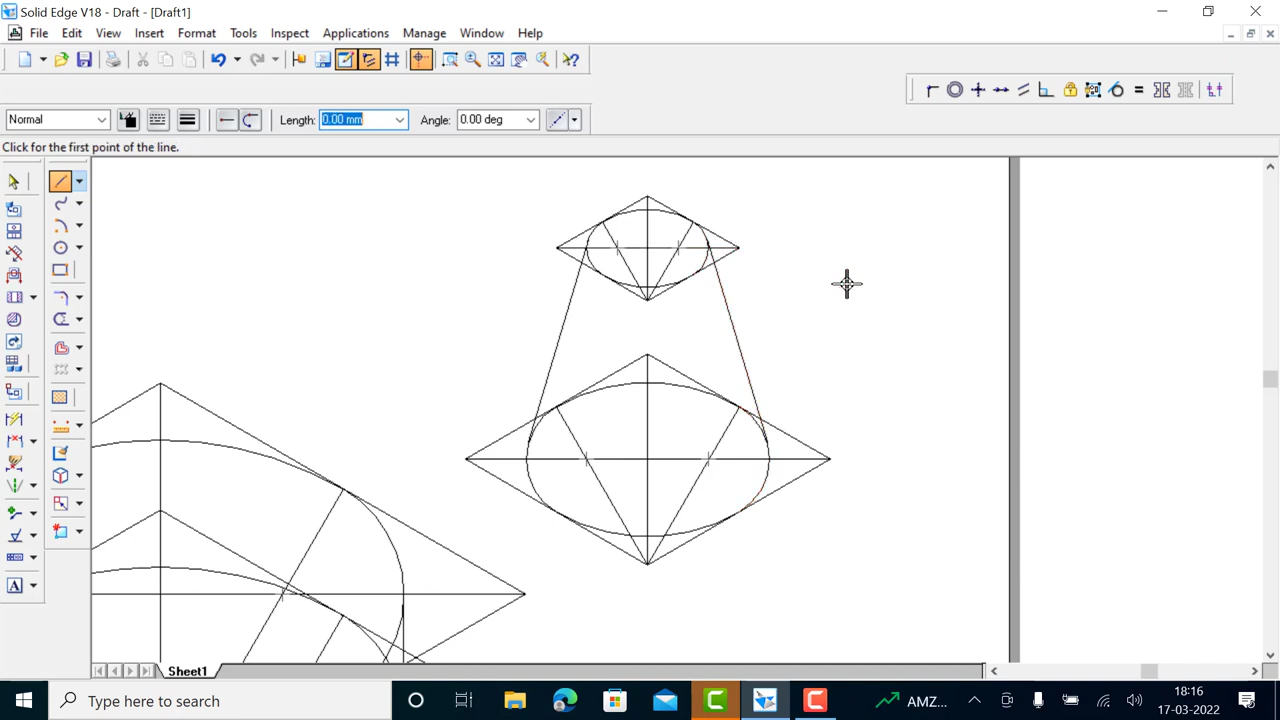 Solid Edge V18 - Draft - [Draft1]
File Edit View Insert Format Tools Inspect Applications Manage Window Help
Normal Length: 0.00 mm Angle: 0.00 deg
Click for the first point of the line.
A
Sheet1
Type here to search
C C AMZ...
18:16
17-03-2022